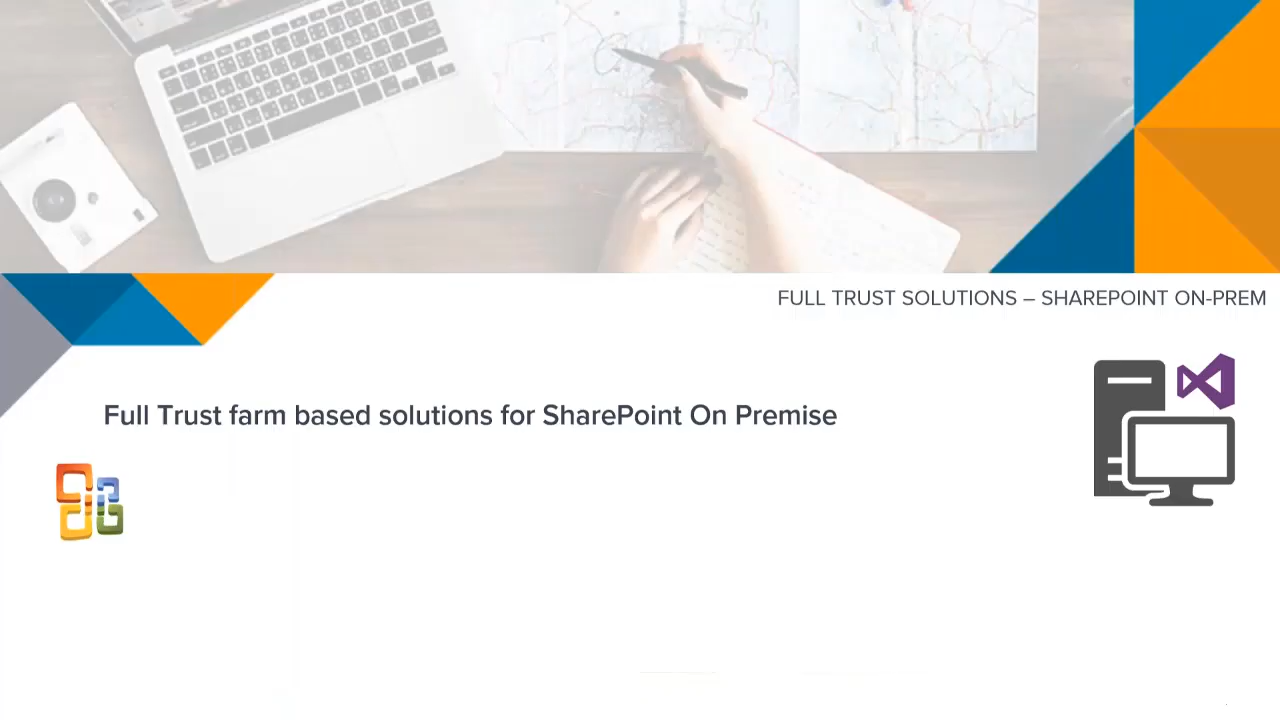 FULL TRUST SOLUTIONS – SHAREPOINT ON-PREM
Full Trust farm based solutions for SharePoint On Premise